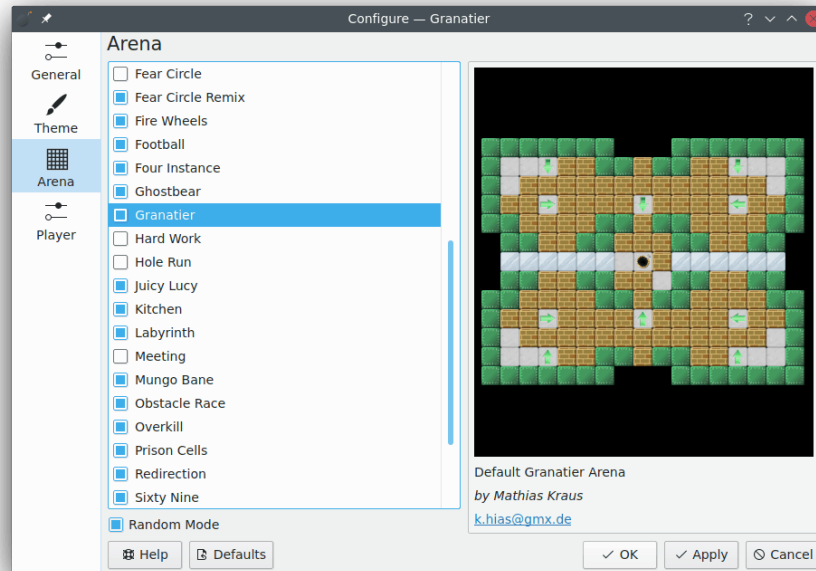 Configure — Granatier
General
Theme
Arena
Player
Arena
Fear Circle
Fear Circle Remix
Fire Wheels
Football
Four Instance
Ghostbear
Granatier
Hard Work
Hole Run
Juicy Lucy
Kitchen
Labyrinth
Meeting
Mungo Bane
Obstacle Race
Overkill
Prison Cells
Redirection
Sixty Nine
Random Mode
Default Granatier Arena
by Mathias Kraus
k.hias@gmx.de
Help Defaults OK Apply Cancel